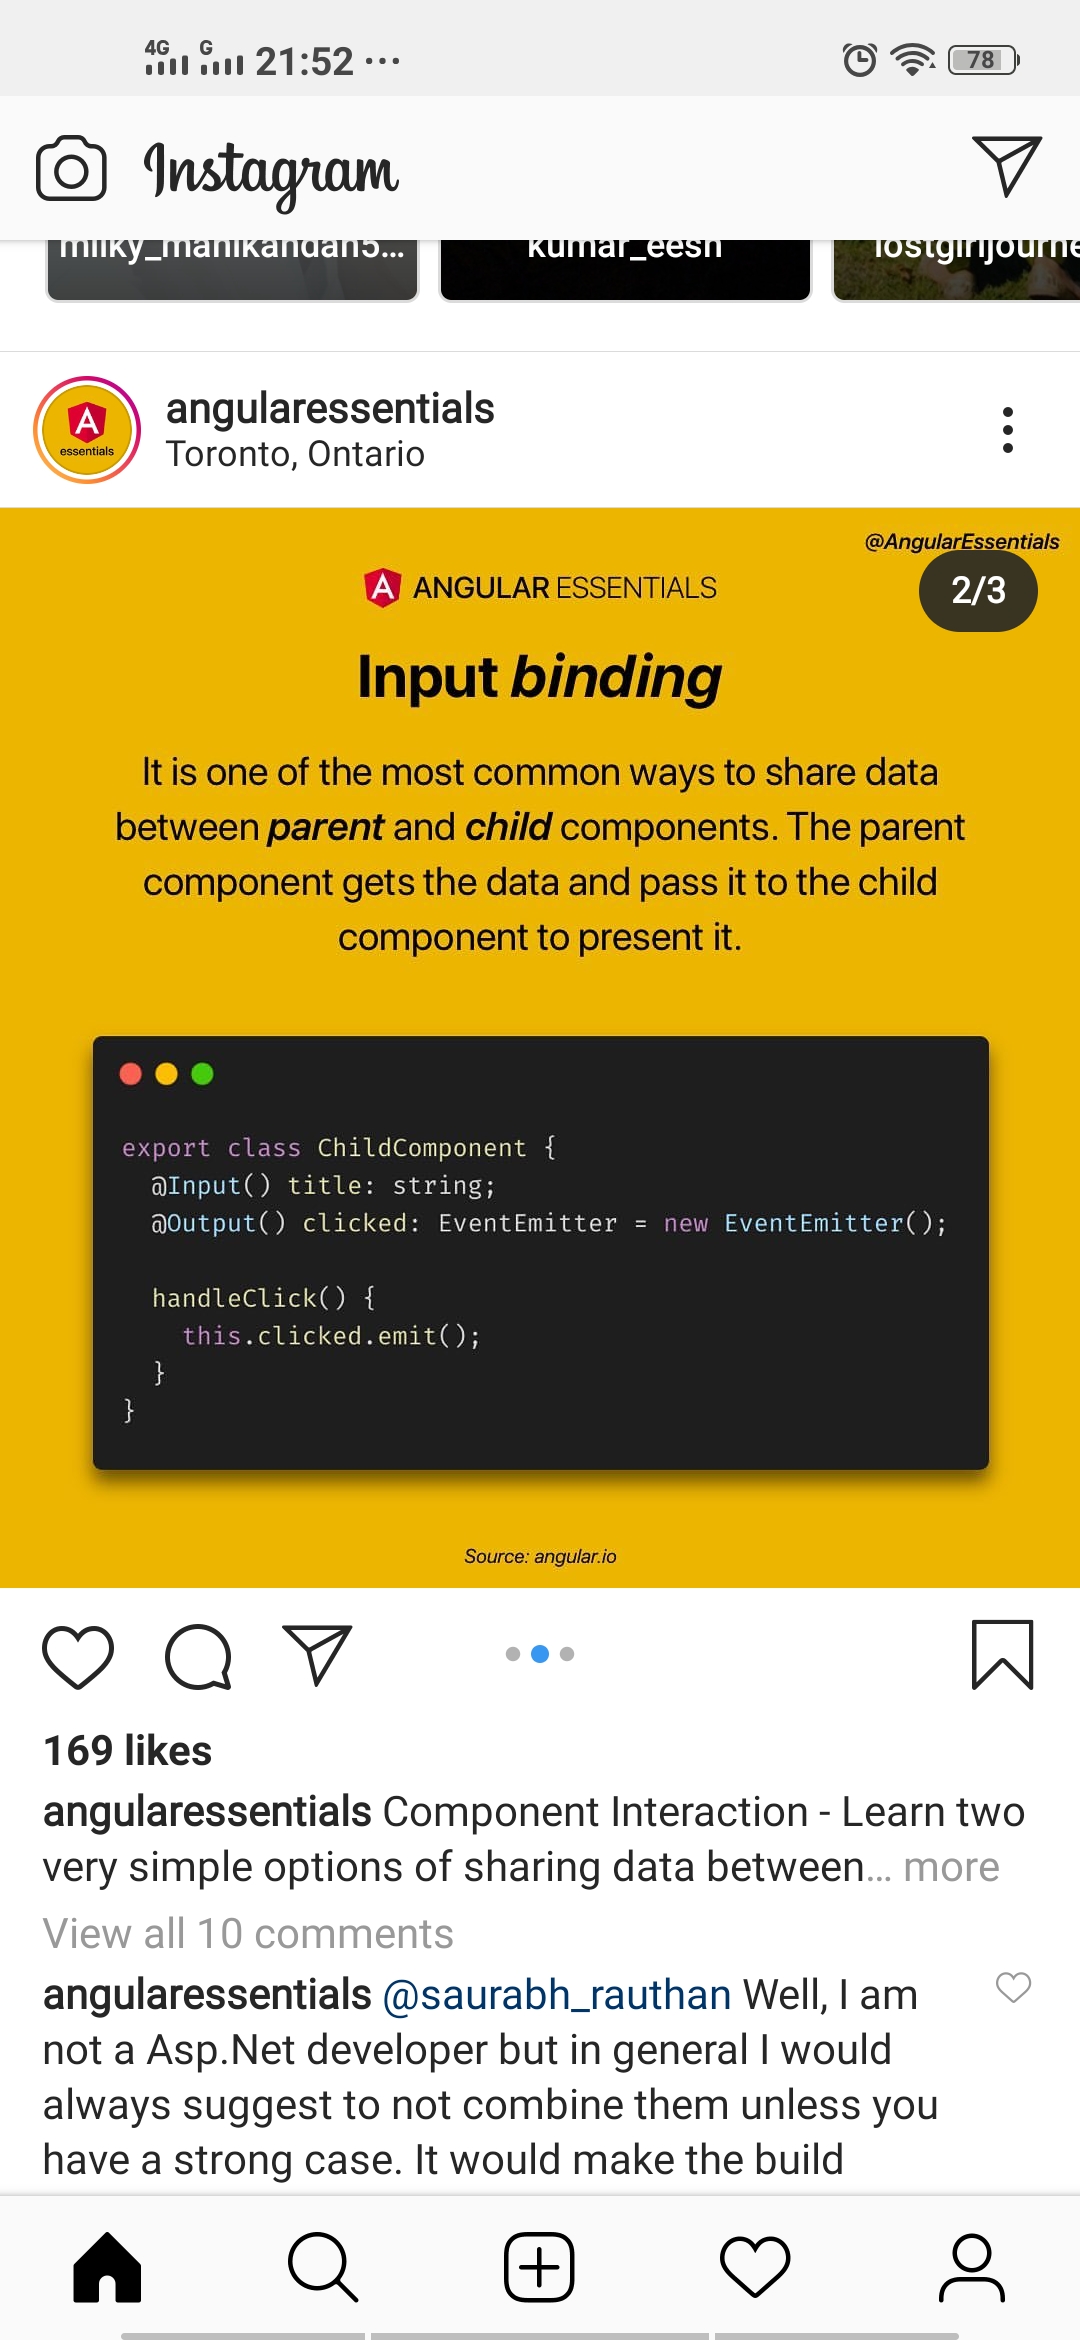 4G G 21:52 ... 78
Instagram
milky_manikandan5... kumar_eesh lostgirljourne
angularessentials
Toronto, Ontario
A
essentials
@AngularEssentials
A ANGULAR ESSENTIALS
2/3
Input binding
It is one of the most common ways to share data
between parent and child components. The parent
component gets the data and pass it to the child
component to present it.
export class ChildComponent {
@Input() title: string;
@Output() clicked: EventEmitter = new EventEmitter();
handleClick() {
this.clicked.emit();
}
}
Source: angular.io
169 likes
angularessentials Component Interaction - Learn two
very simple options of sharing data between... more
View all 10 comments
angularessentials @saurabh_rauthan Well, I am
not a Asp.Net developer but in general I would
always suggest to not combine them unless you
have a strong case. It would make the build